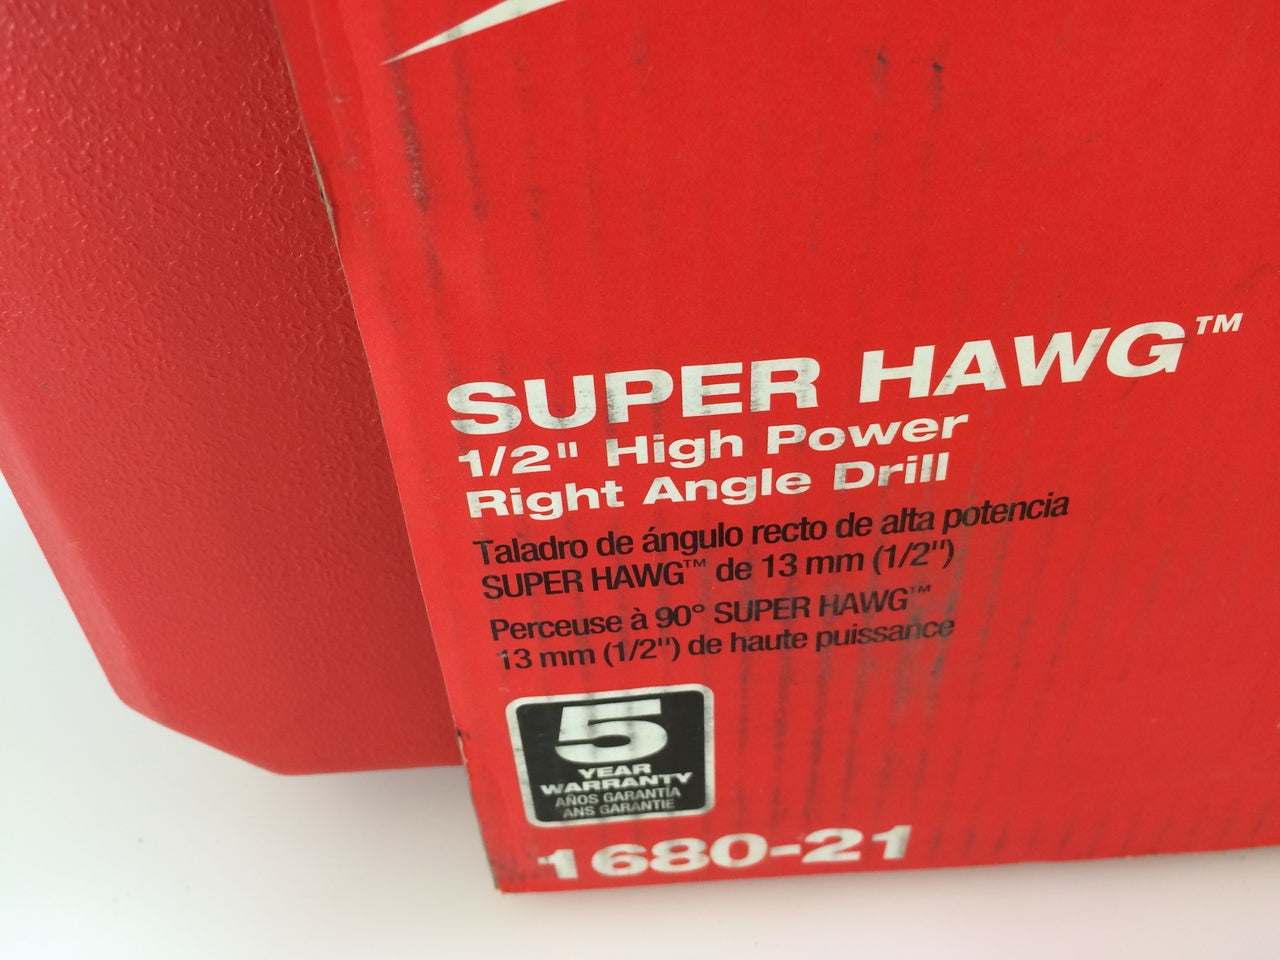 SUPER HAWG™
1/2" High Power
Right Angle Drill
Taladro de ángulo recto de alta potencia
SUPER HAWG™ de 13 mm (1/2")
Perceuse à 90° SUPER HAWG™
13 mm (1/2") de haute puissance
5
YEAR
WARRANTY
AÑOS GARANTÍA
ANS GARANTIE
1680-21